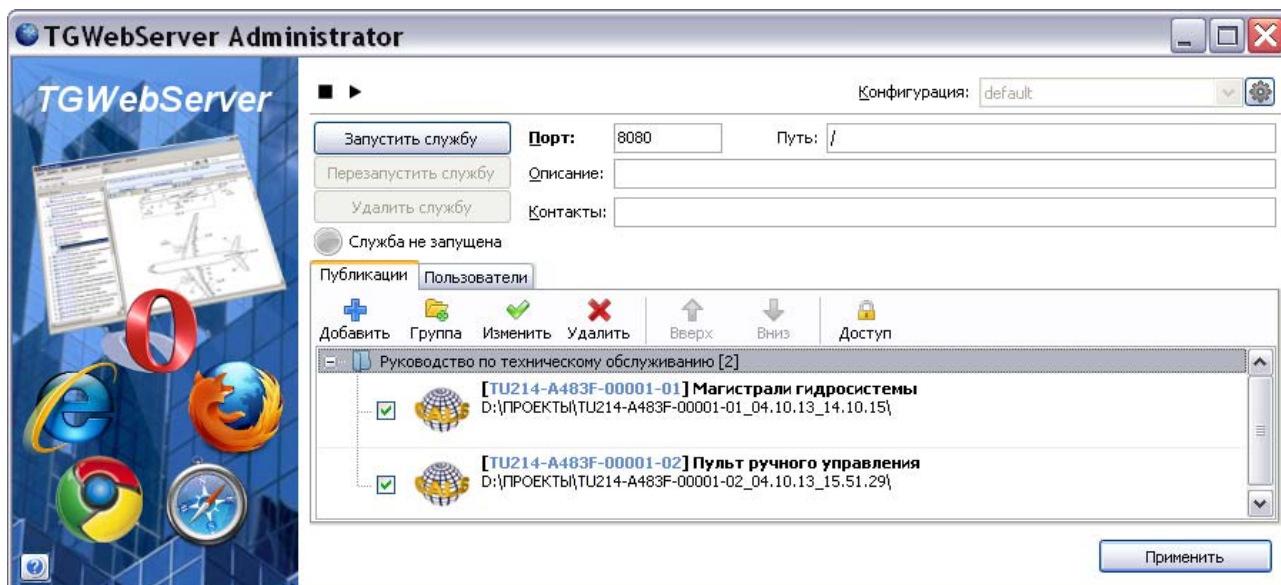 TGWebServer Administrator
TGWebServer
Конфигурация: default
Запустить службу Порт: 8080 Путь: /
Перезапустить службу Описание:
Удалить службу Контакты:
Служба не запущена
Публикации Пользователи
Добавить Группа Изменить Удалить Вверх Вниз Доступ
Руководство по техническому обслуживанию [2]
[TU214-A483F-00001-01] Магистрали гидросистемы
D:\ПРОЕКТЫ\TU214-A483F-00001-01_04.10.13_14.10.15\
[TU214-A483F-00001-02] Пульт ручного управления
D:\ПРОЕКТЫ\TU214-A483F-00001-02_04.10.13_15.51.29\
Применить